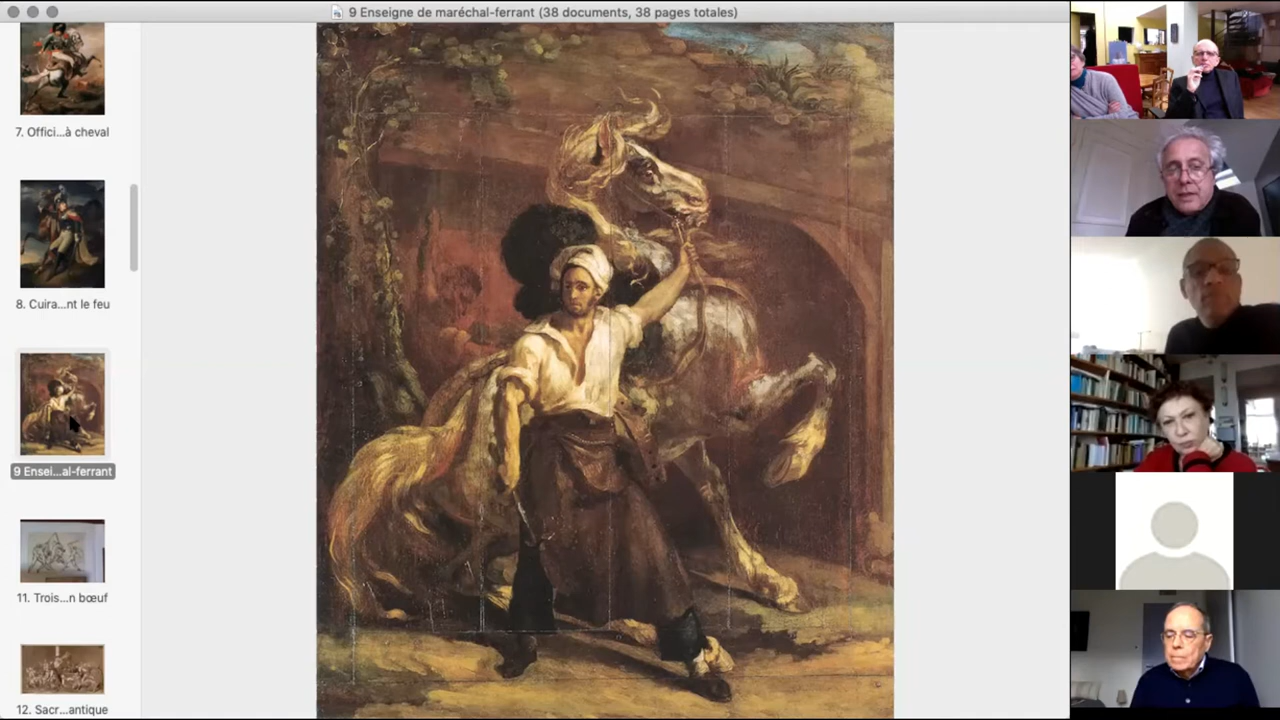 9 Enseigne de maréchal-ferrant (38 documents, 38 pages totales)
7. Offici...à cheval
8. Cuira...nt le feu
9 Ensei...al-ferrant
11. Trois...n bœuf
12. Sacr...antique